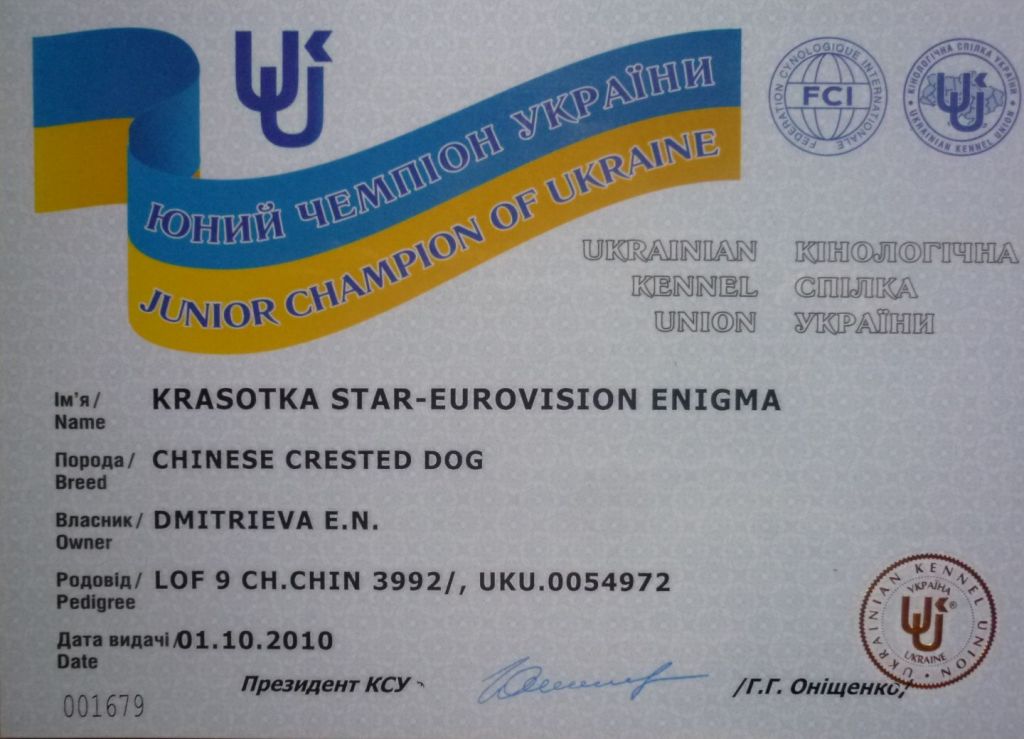 ЮНИЙ ЧЕМПІОН УКРАЇНИ
JUNIOR CHAMPION OF UKRAINE
FEDERATION CYNOLOGIQUE INTERNATIONALE
FCI
КІНОЛОГІЧНА СПІЛКА УКРАЇНИ
UKRAINIAN KENNEL UNION
UKRAINIAN КІНОЛОГІЧНА
KENNEL СПІЛКА
UNION УКРАЇНИ
Ім'я/ KRASOTKA STAR-EUROVISION ENIGMA
Name
Порода/ CHINESE CRESTED DOG
Breed
Власник/ DMITRIEVA E.N.
Owner
Родовід/ LOF 9 CH.CHIN 3992/, UKU.0054972
Pedigree
Дата видачі/ 01.10.2010
Date
UKRAINIAN KENNEL UNION
УКРАЇНА
UKRAINE
Президент КСУ /Г.Г. Оніщенко/
001679